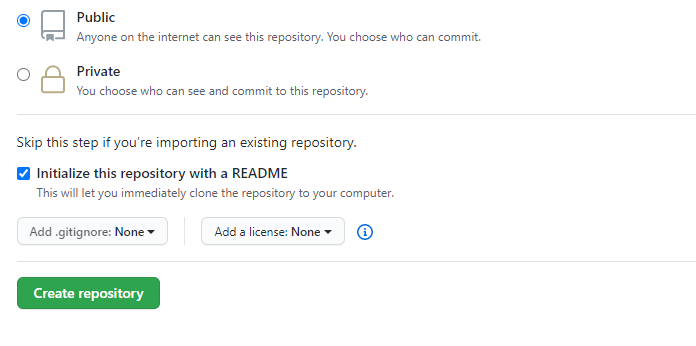 Public
Anyone on the internet can see this repository. You choose who can commit.
Private
You choose who can see and commit to this repository.
Skip this step if you’re importing an existing repository.
Initialize this repository with a README
This will let you immediately clone the repository to your computer.
Add .gitignore: None
Add a license: None
Create repository